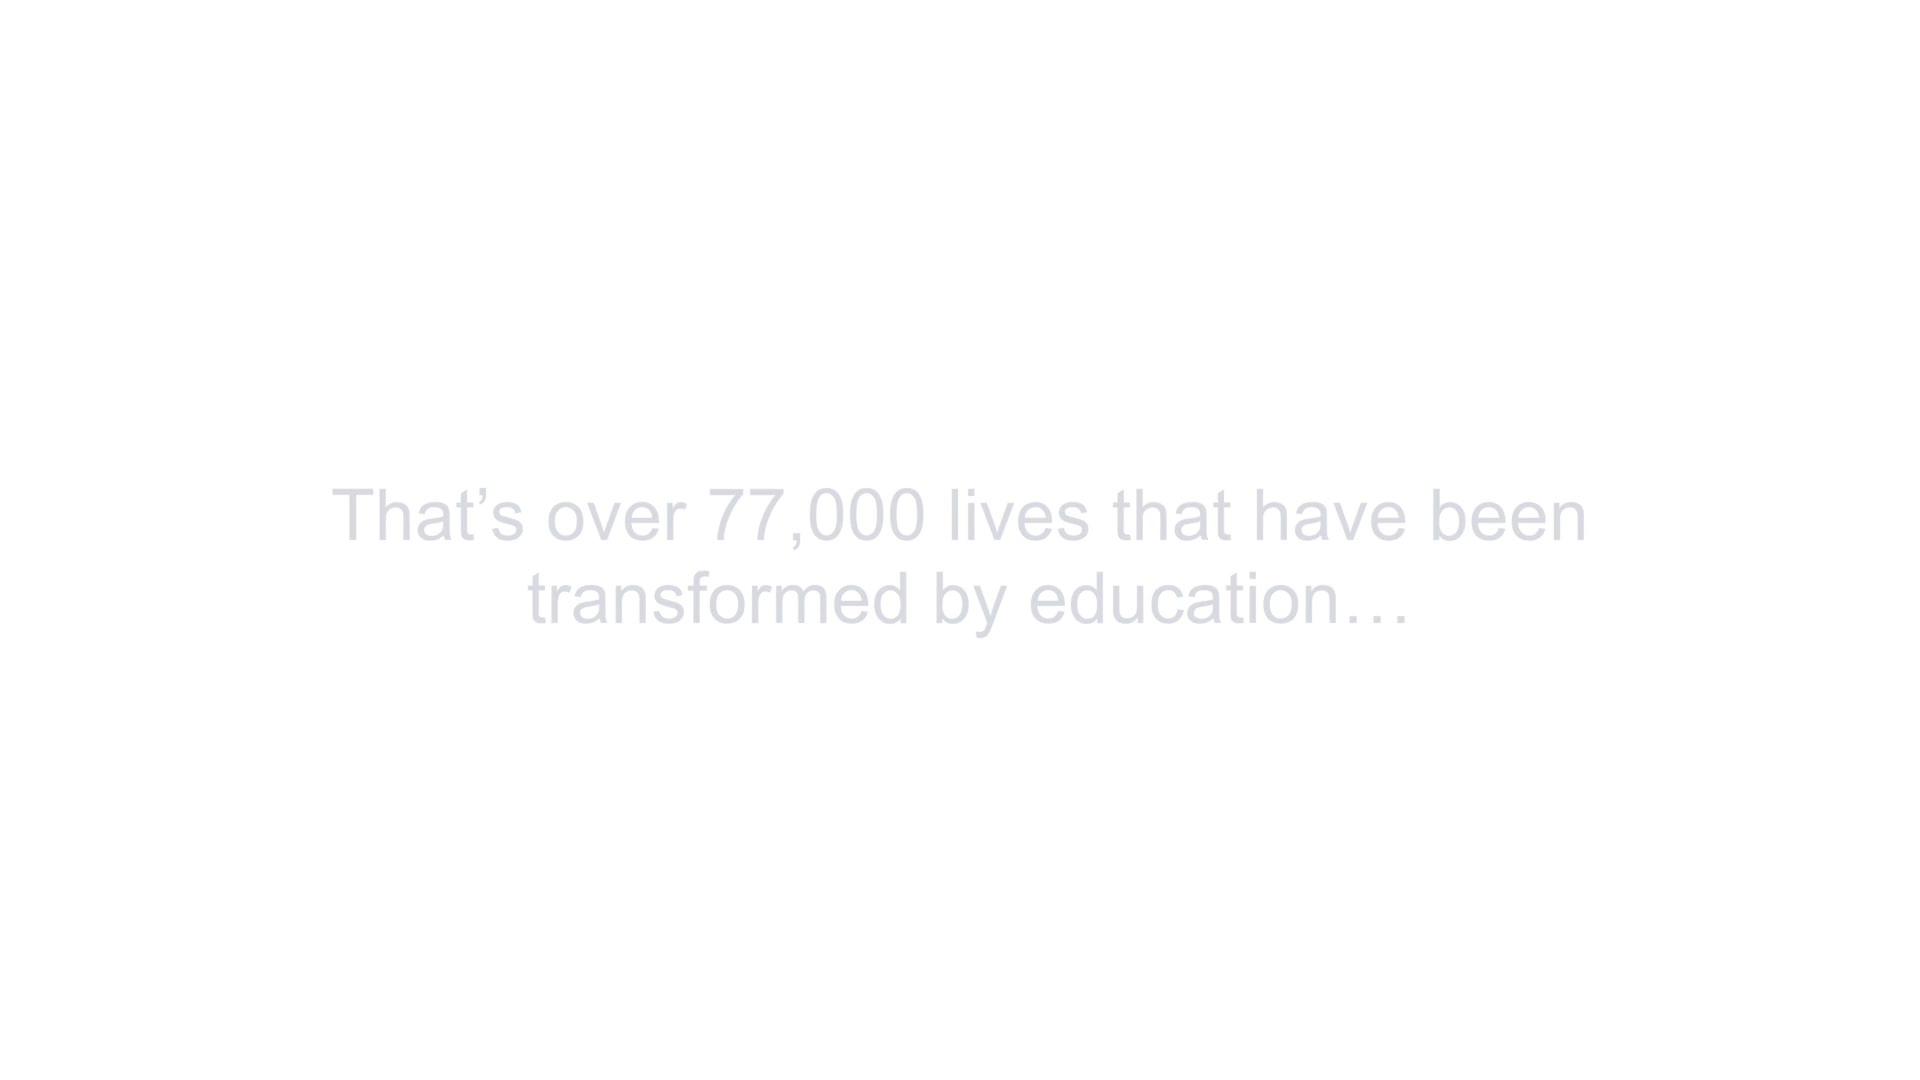 That’s over 77,000 lives that have been
transformed by education…